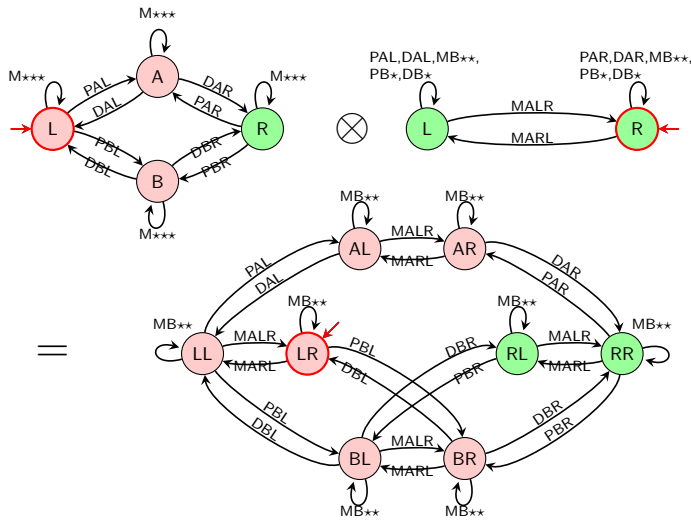 M⋆⋆⋆
M⋆⋆⋆ PAL A DAR M⋆⋆⋆
DAL PAR
L R
PBL DBR
DBL PBR
B
M⋆⋆⋆
⊗
PAL,DAL,MB⋆⋆,
PB⋆,DB⋆
PAR,DAR,MB⋆⋆,
PB⋆,DB⋆
L MALR R
MARL
=
MB⋆⋆ MB⋆⋆
AL MALR AR
MARL
PAL DAR
DAL PAR
MB⋆⋆ MB⋆⋆ MB⋆⋆ MB⋆⋆
LL MALR LR PBL DBR RL MALR RR
MARL DBL PBR MARL
PBL DBR
DBL PBR
BL MALR BR
MARL
MB⋆⋆ MB⋆⋆